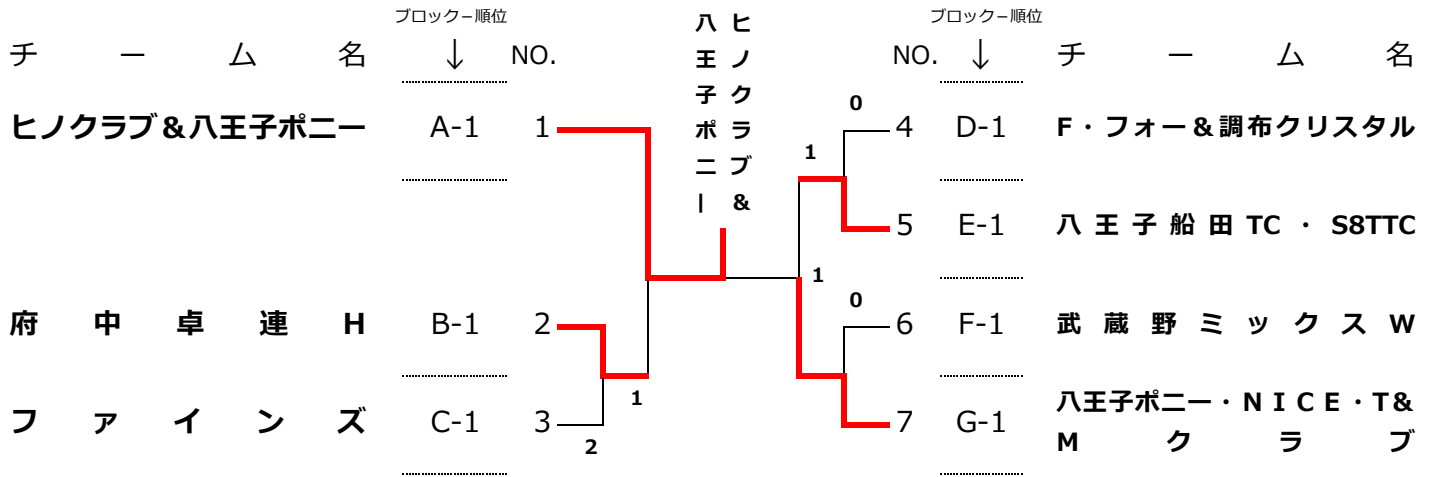 ブロック－順位
ブロック－順位
チーム名 ↓ NO.
NO. ↓ チーム名
ヒノクラブ&
八王子ポニー
ヒノクラブ＆八王子ポニー A-1 1
0
4 D-1 F・フォー＆調布クリスタル
1
5 E-1 八王子船田TC・S8TTC
1
0
府中卓連H B-1 2
6 F-1 武蔵野ミックスW
1
ファインズ C-1 3
2
7 G-1 八王子ポニー・NICE・T&
Mクラブ